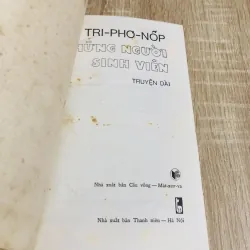 TRI-PHO-NỐP
NHỮNG NGƯỜI
SINH VIÊN
TRUYỆN DÀI
Nhà xuất bản Cầu vồng — Mát-xcơ-va
Nhà xuất bản Thanh niên — Hà Nội